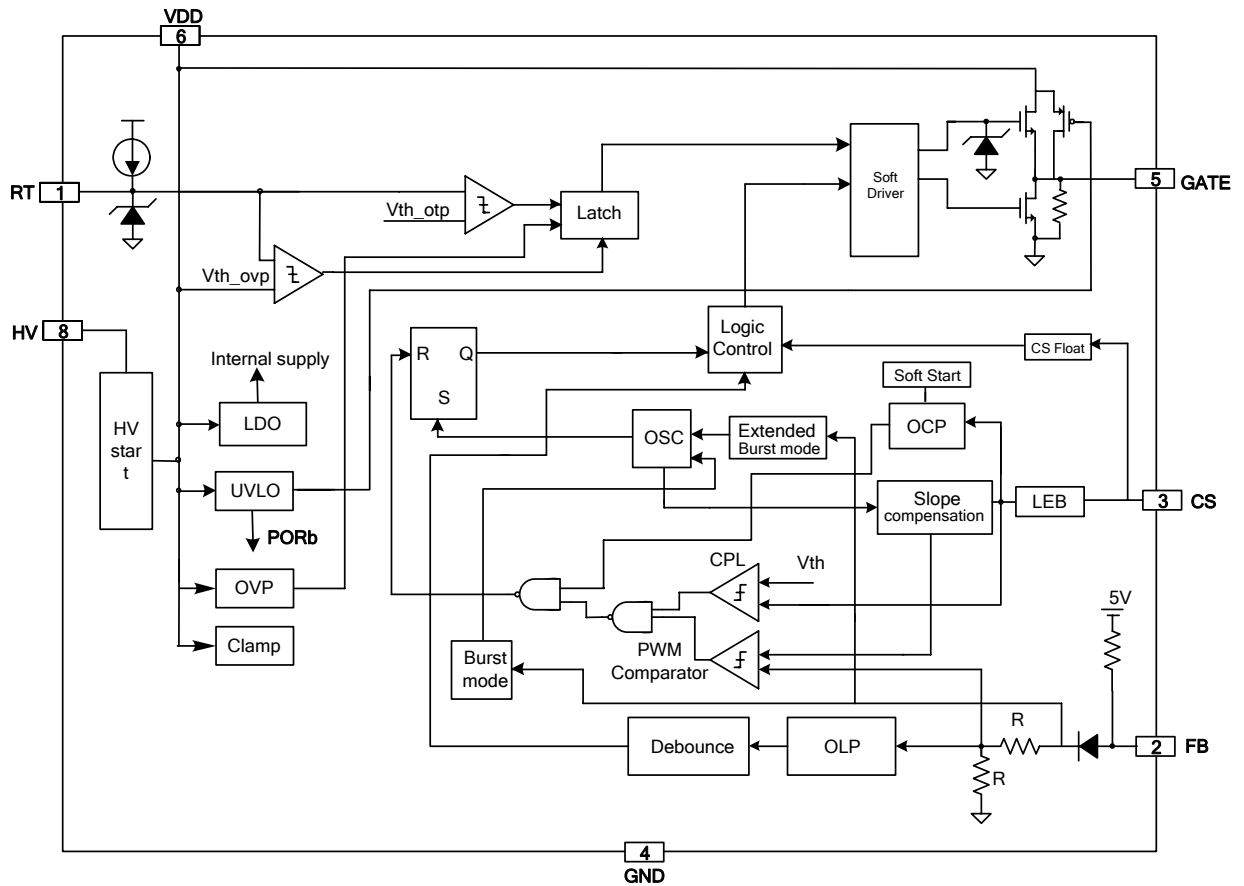 VDD
6
RT
1
Vth_otp
Latch
Soft
Driver
5
GATE
Vth_ovp
HV
8
Internal supply
R
Q
S
Logic
Control
CS Float
Soft Start
HV
star
t
LDO
OSC
Extended
Burst mode
OCP
UVLO
Slope
compensation
LEB
3
CS
PORb
CPL
Vth
OVP
5V
Clamp
Burst
mode
PWM
Comparator
R
Debounce
OLP
2
FB
R
4
GND